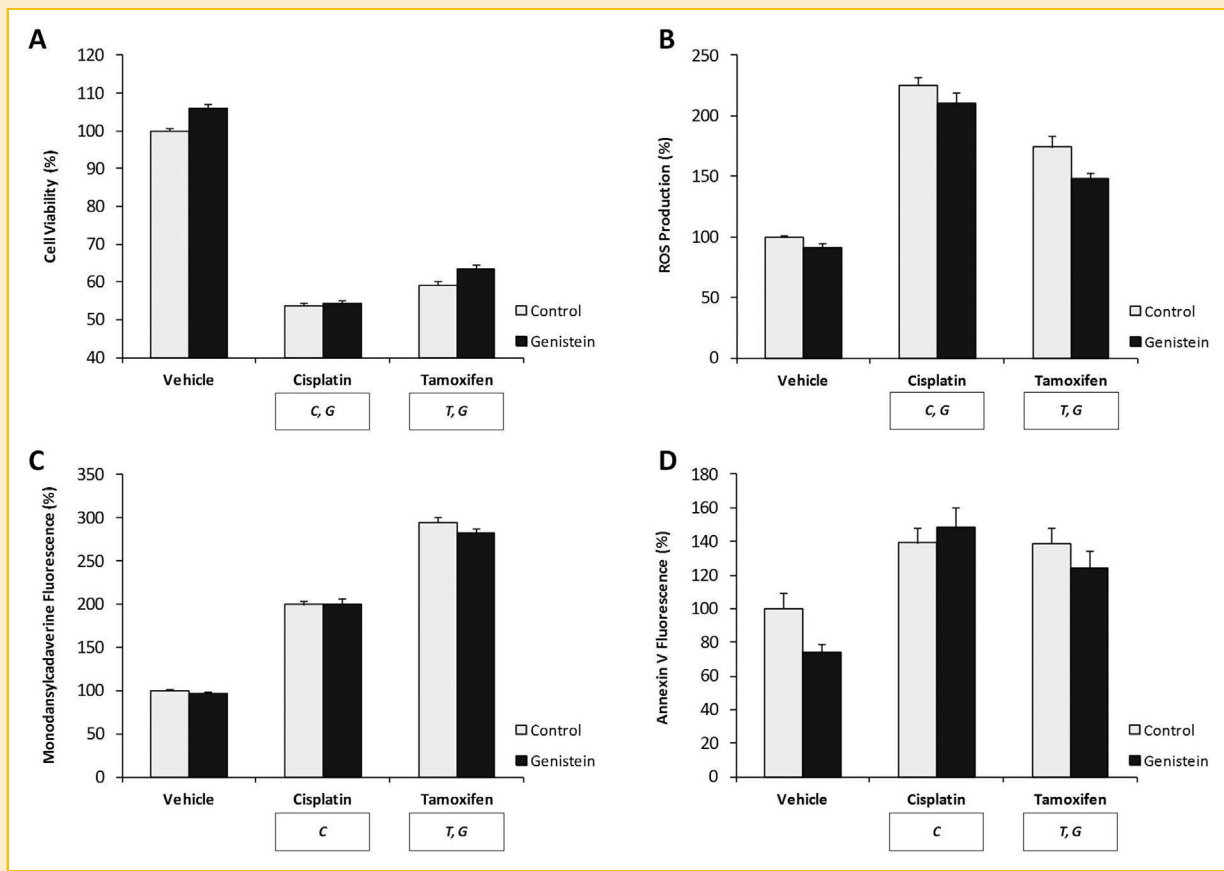 A
120
110
100
90
80
70
60
50
40
Cell Viability (%)
Vehicle Cisplatin Tamoxifen
C, G T, G
Control
Genistein
B
250
200
150
100
50
0
ROS Production (%)
Vehicle Cisplatin Tamoxifen
C, G T, G
Control
Genistein
C
350
300
250
200
150
100
50
0
Monodansylcadaverine Fluorescence (%)
Vehicle Cisplatin Tamoxifen
C T, G
Control
Genistein
D
180
160
140
120
100
80
60
40
20
0
Annexin V Fluorescence (%)
Vehicle Cisplatin Tamoxifen
C T, G
Control
Genistein